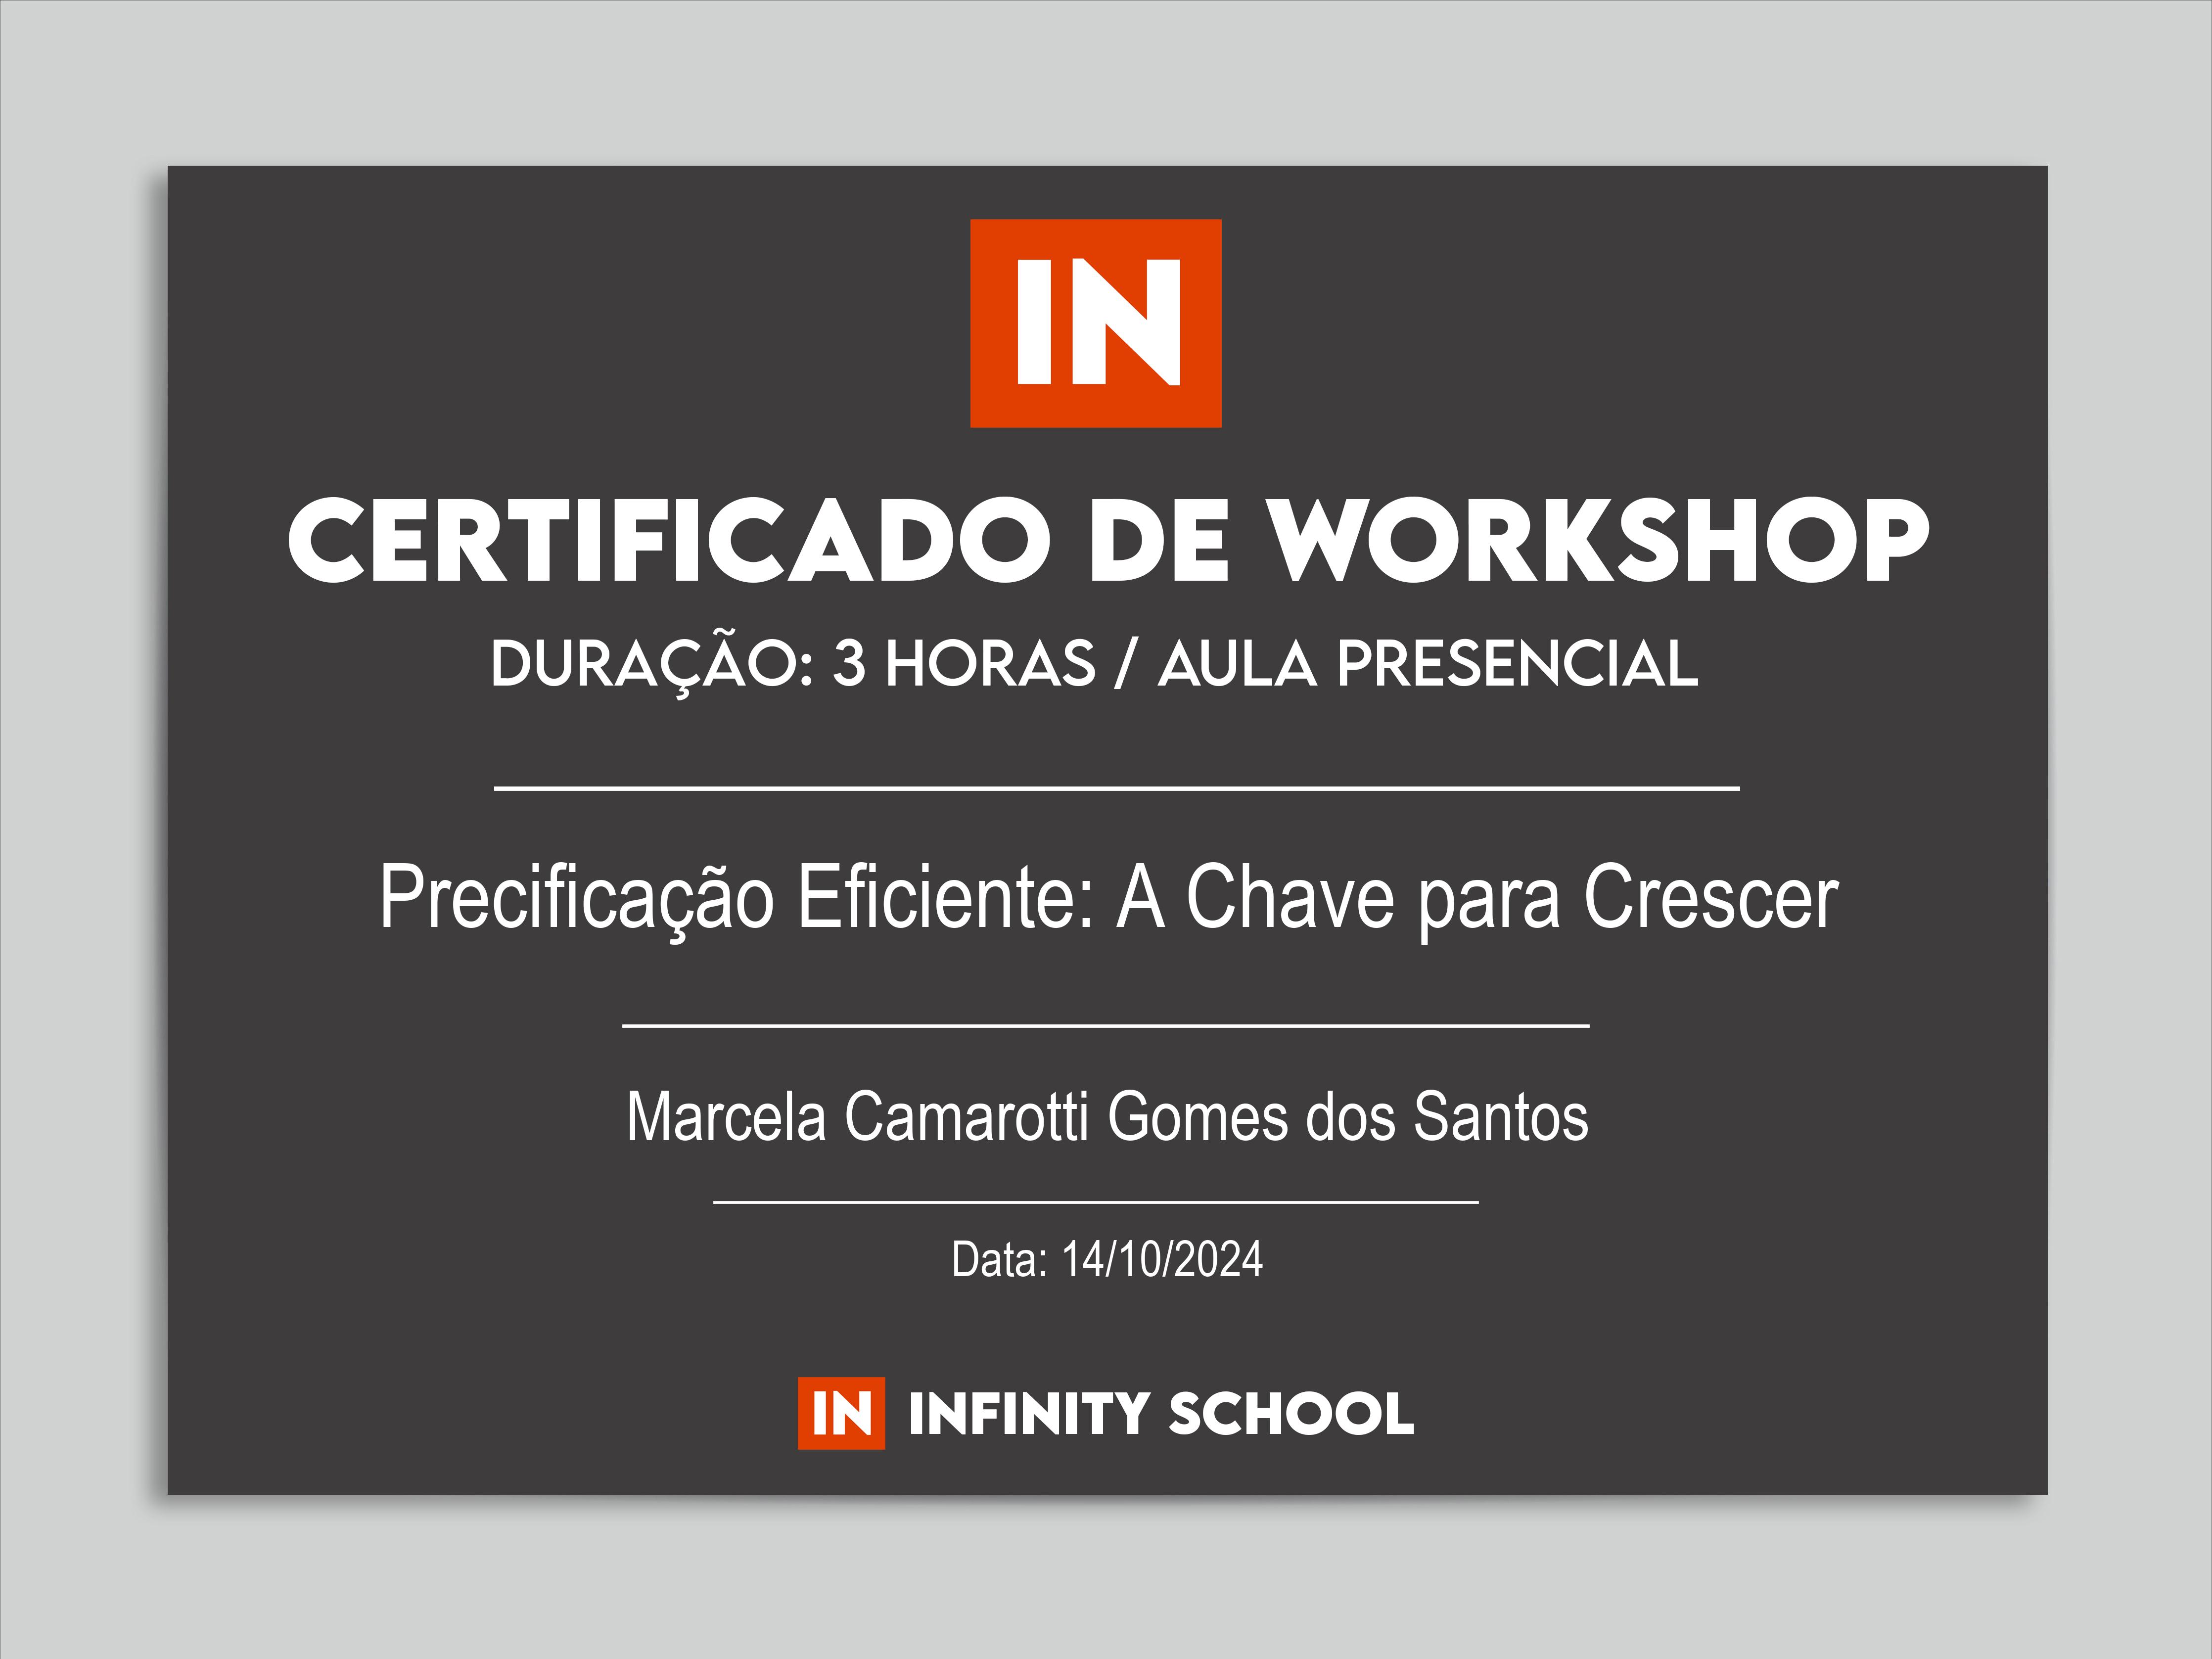 IN
CERTIFICADO DE WORKSHOP
DURAÇÃO: 3 HORAS / AULA PRESENCIAL
Precificação Eficiente: A Chave para Crescer
Marcela Camarotti Gomes dos Santos
Data: 14/10/2024
IN INFINITY SCHOOL